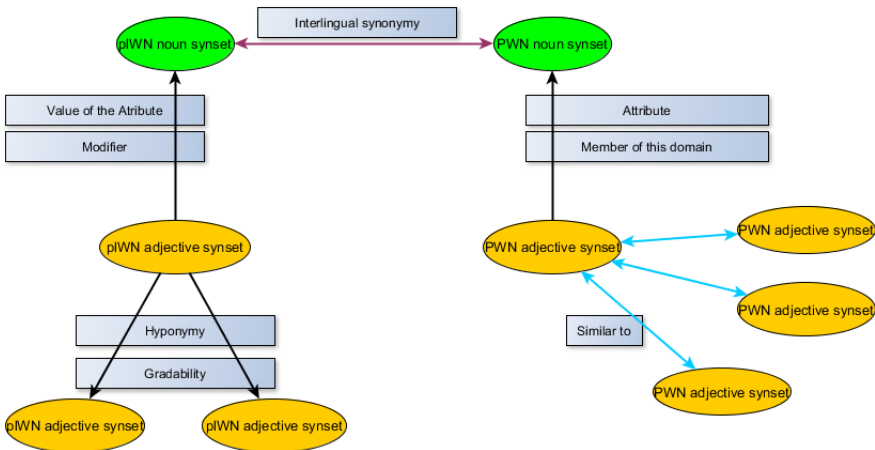 Interlingual synonymy
plWN noun synset
PWN noun synset
Value of the Atribute
Attribute
Modifier
Member of this domain
plWN adjective synset
PWN adjective synset
PWN adjective synset
PWN adjective synset
Hyponymy
Similar to
Gradability
PWN adjective synset
plWN adjective synset
plWN adjective synset